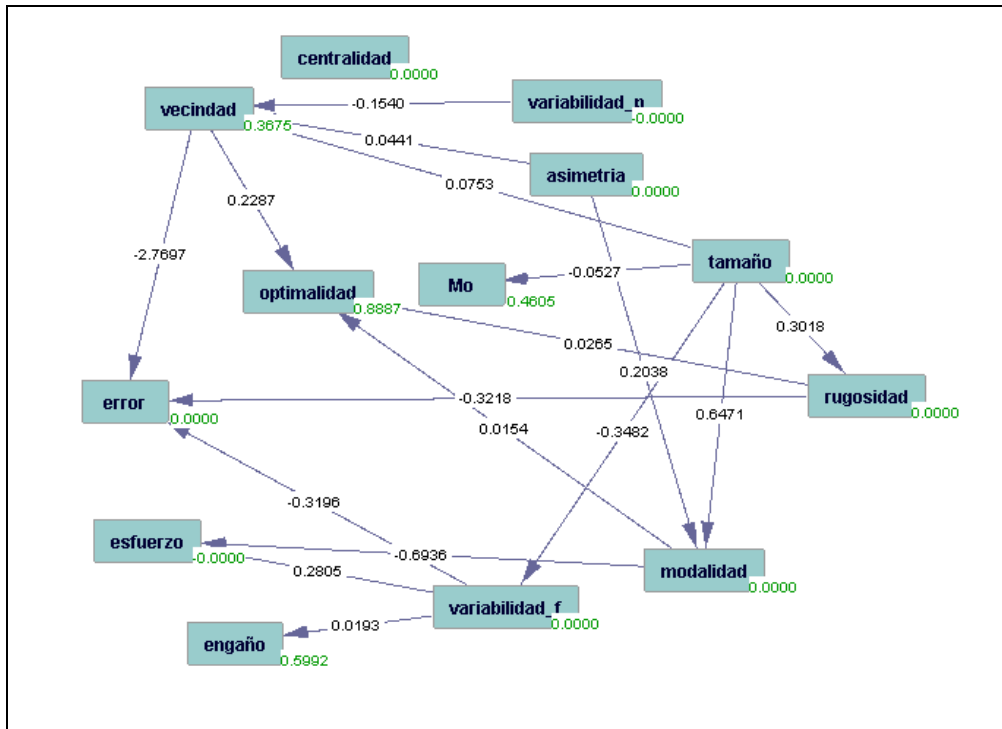 centralidad
0.0000
vecindad
0.3675
-0.1540
variabilidad_n
-0.0000
0.0441
asimetria
0.0000
0.0753
0.2287
-2.7697
tamaño
0.0000
optimalidad
0.8887
Mo
0.4605
-0.0527
0.3018
0.0265
0.2038
error
0.0000
-0.3218
rugosidad
0.0000
0.6471
-0.3482
0.0154
-0.3196
esfuerzo
-0.0000
-0.6936
modalidad
0.0000
0.2805
variabilidad_f
0.0000
engaño
0.5992
0.0193